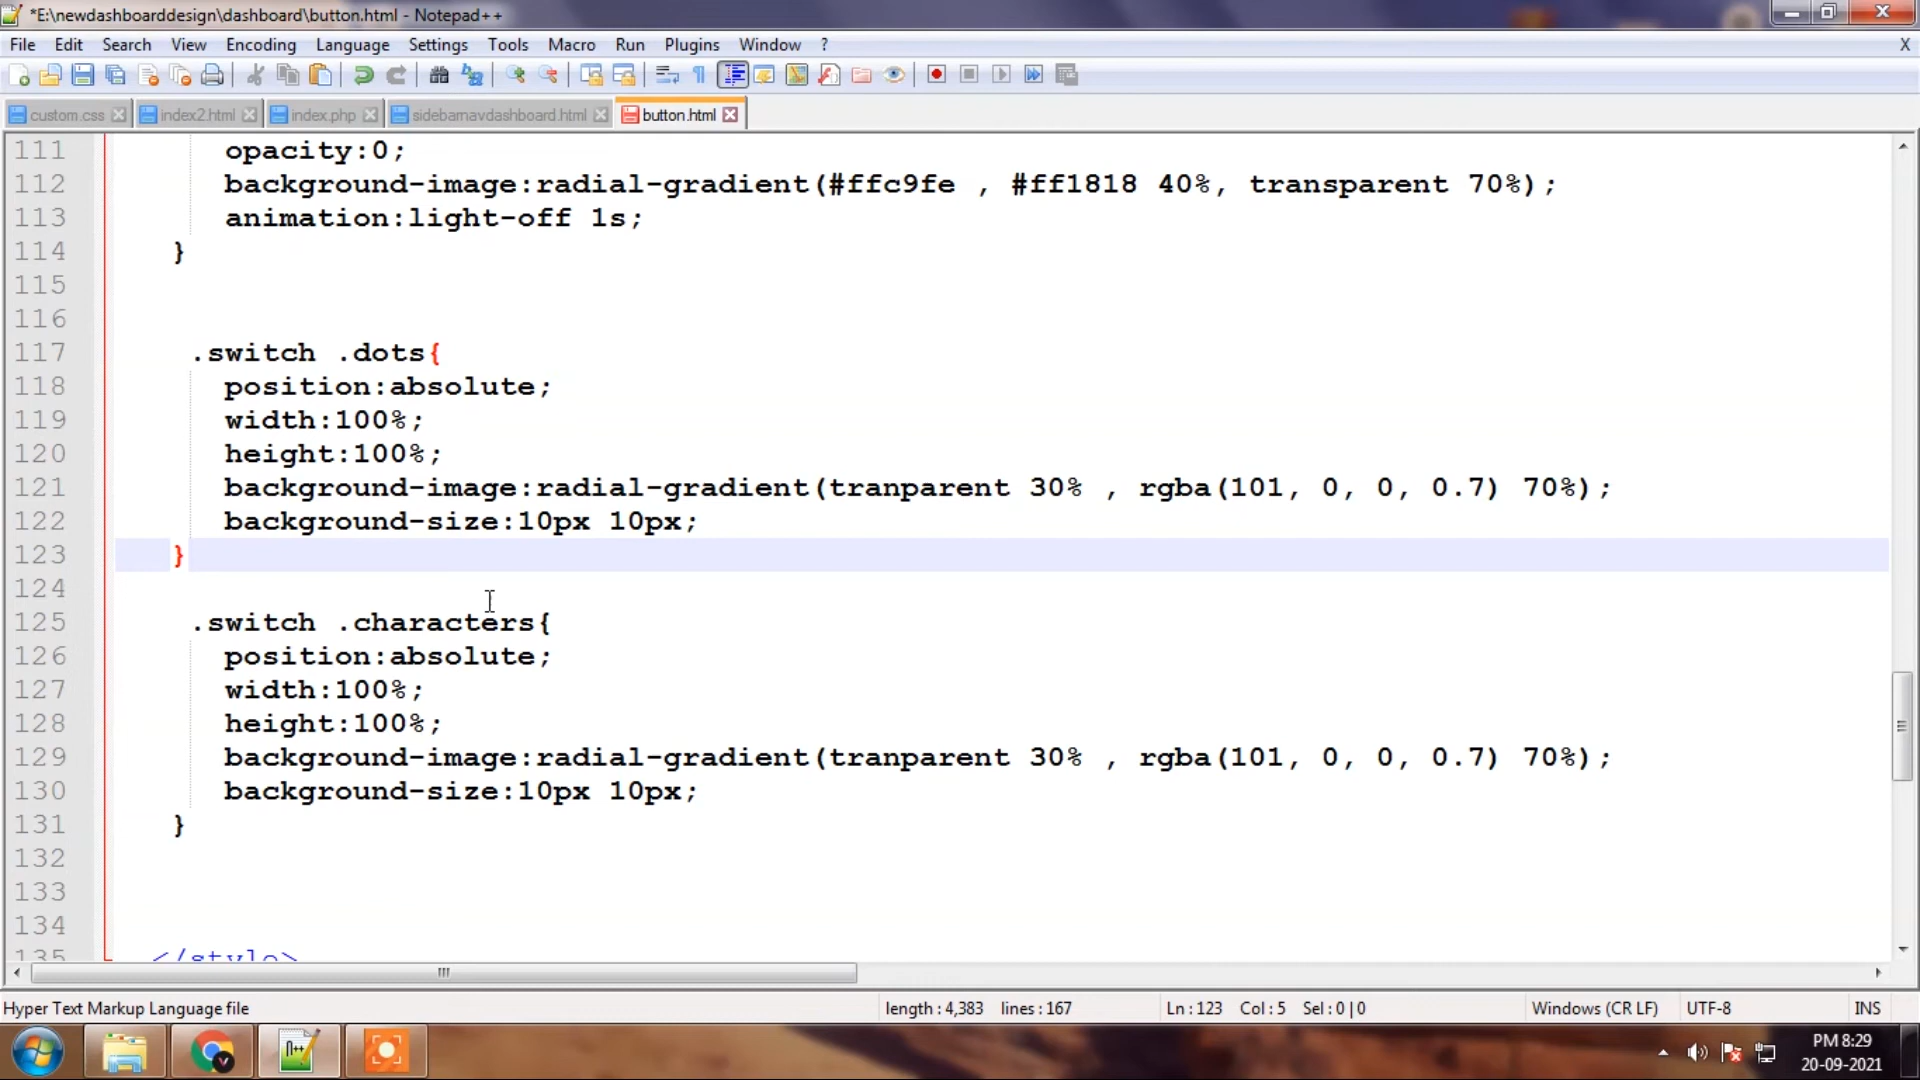 *E:\newdashboarddesign\dashboard\button.html - Notepad++
File Edit Search View Encoding Language Settings Tools Macro Run Plugins Window ? X
custom.css index2.html index.php sidebarnavdashboard.html button.html
111 opacity:0;
112 background-image:radial-gradient(#ffc9fe , #ff1818 40%, transparent 70%);
113 animation:light-off 1s;
114 }
115
116
117 .switch .dots{
118 position:absolute;
119 width:100%;
120 height:100%;
121 background-image:radial-gradient(tranparent 30% , rgba(101, 0, 0, 0.7) 70%);
122 background-size:10px 10px;
123 }
124
125 .switch .characters{
126 position:absolute;
127 width:100%;
128 height:100%;
129 background-image:radial-gradient(tranparent 30% , rgba(101, 0, 0, 0.7) 70%);
130 background-size:10px 10px;
131 }
132
133
134
135 </style>
Hyper Text Markup Language file length : 4,383 lines : 167 Ln : 123 Col : 5 Sel : 0 | 0 Windows (CR LF) UTF-8 INS
PM 8:29
20-09-2021